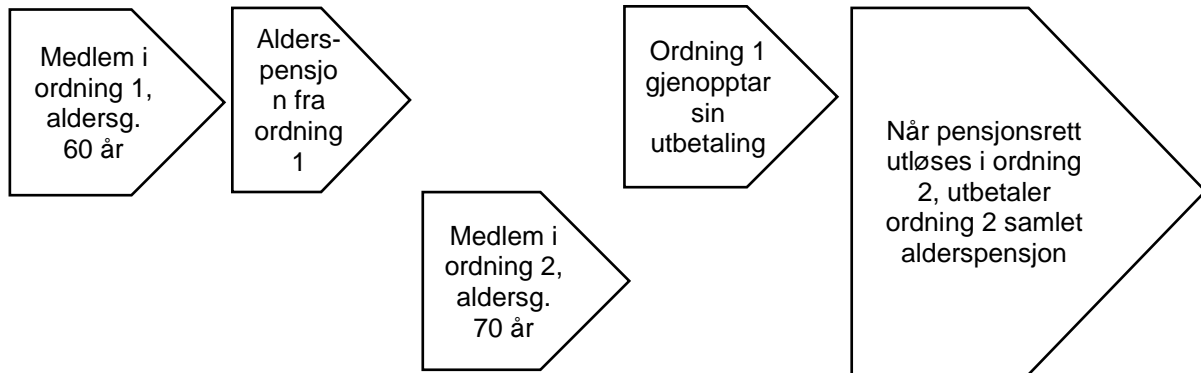 Medlem i
ordning 1,
aldersg.
60 år
Alders-
pensjo
n fra
ordning
1
Medlem i
ordning 2,
aldersg.
70 år
Ordning 1
gjenopptar
sin
utbetaling
Når pensjonsrett
utløses i ordning
2, utbetaler
ordning 2 samlet
alderspensjon